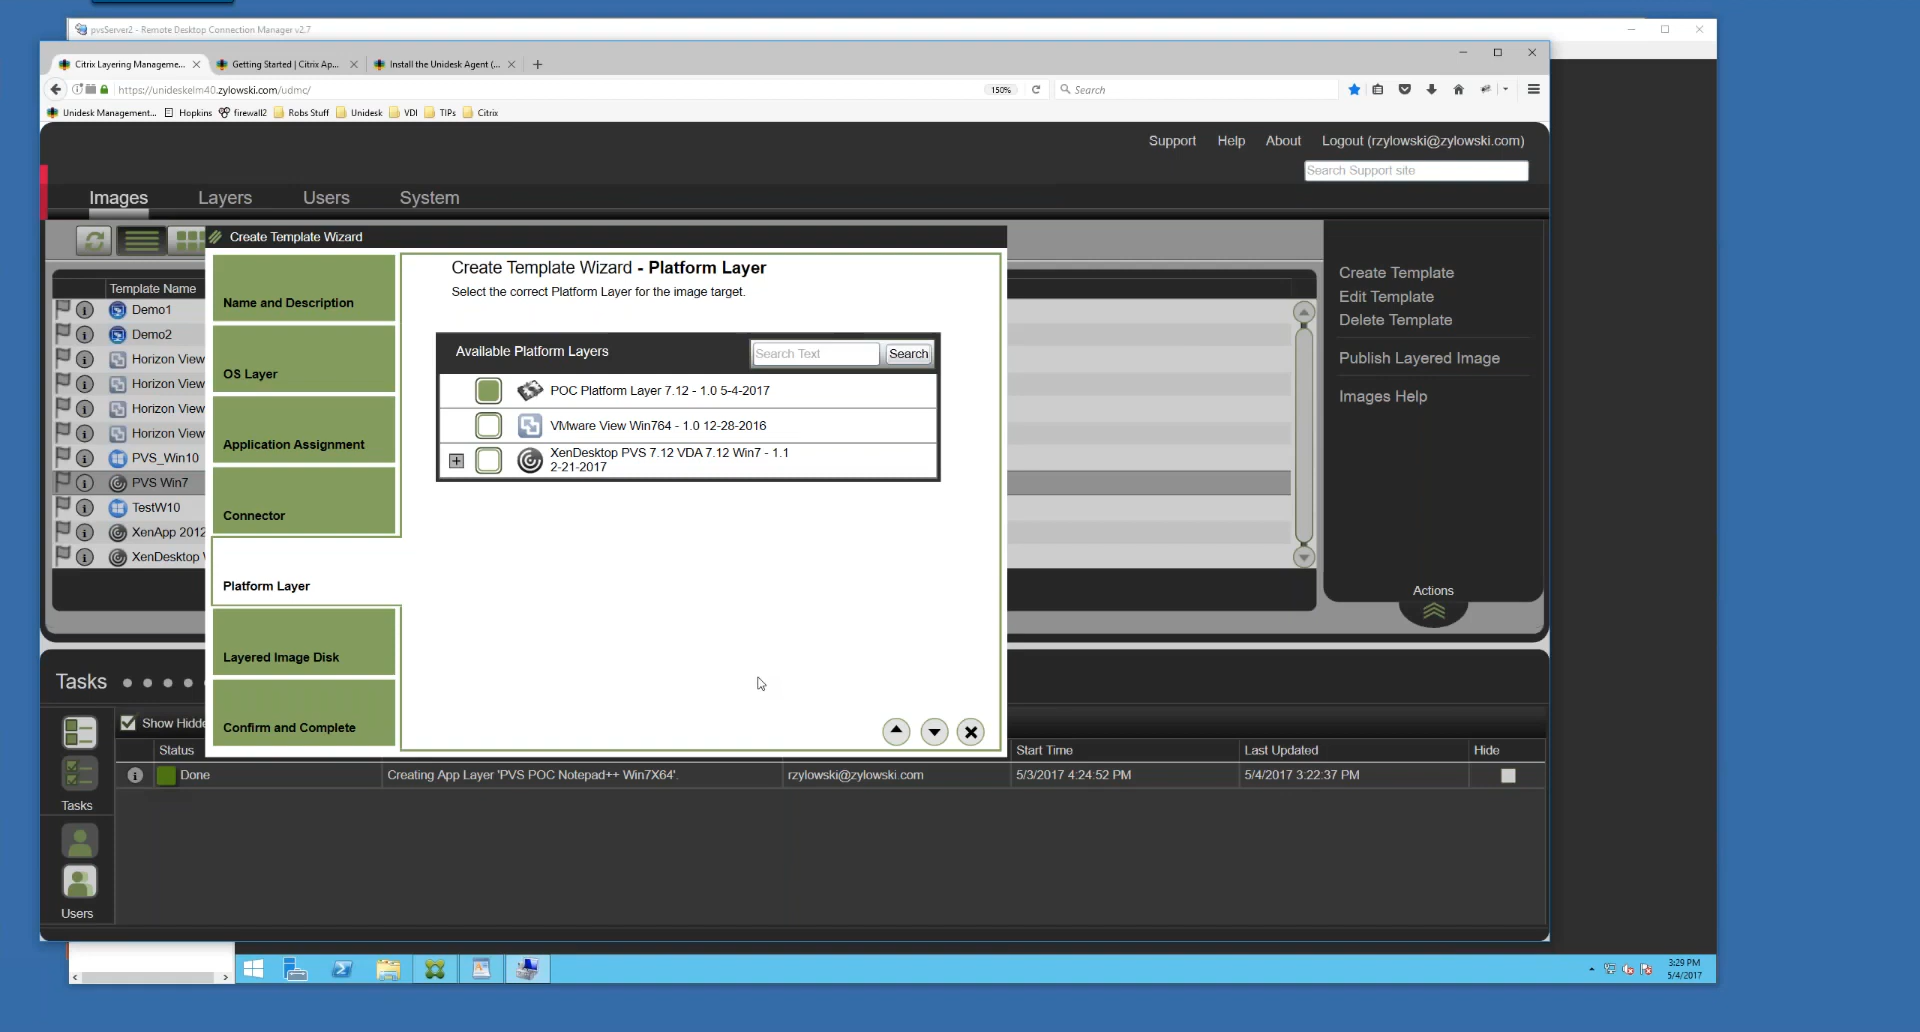 pvsServer2 - Remote Desktop Connection Manager v2.7
Citrix Layering Manageme...
Getting Started | Citrix Ap...
Install the Unidesk Agent (...
https://unideskelm40.zylowski.com/udmc/
150%
Search
Unidesk Management...
Hopkins
firewall2
Robs Stuff
Unidesk
VDI
TIPs
Citrix
Support
Help
About
Logout (rzylowski@zylowski.com)
Search Support site
Images
Layers
Users
System
Template Name
Demo1
Demo2
Horizon View
Horizon View
Horizon View
Horizon View
PVS_Win10
PVS Win7
TestW10
XenApp 2012
XenDesktop
Create Template Wizard
Name and Description
OS Layer
Application Assignment
Connector
Platform Layer
Layered Image Disk
Confirm and Complete
Create Template Wizard - Platform Layer
Select the correct Platform Layer for the image target.
Available Platform Layers
Search Text
Search
POC Platform Layer 7.12 - 1.0 5-4-2017
VMware View Win764 - 1.0 12-28-2016
XenDesktop PVS 7.12 VDA 7.12 Win7 - 1.1
2-21-2017
Create Template
Edit Template
Delete Template
Publish Layered Image
Images Help
Actions
Tasks
Show Hidde
Status
Start Time
Last Updated
Hide
Done
Creating App Layer 'PVS POC Notepad++ Win7X64'.
rzylowski@zylowski.com
5/3/2017 4:24:52 PM
5/4/2017 3:22:37 PM
Tasks
Users
3:29 PM
5/4/2017